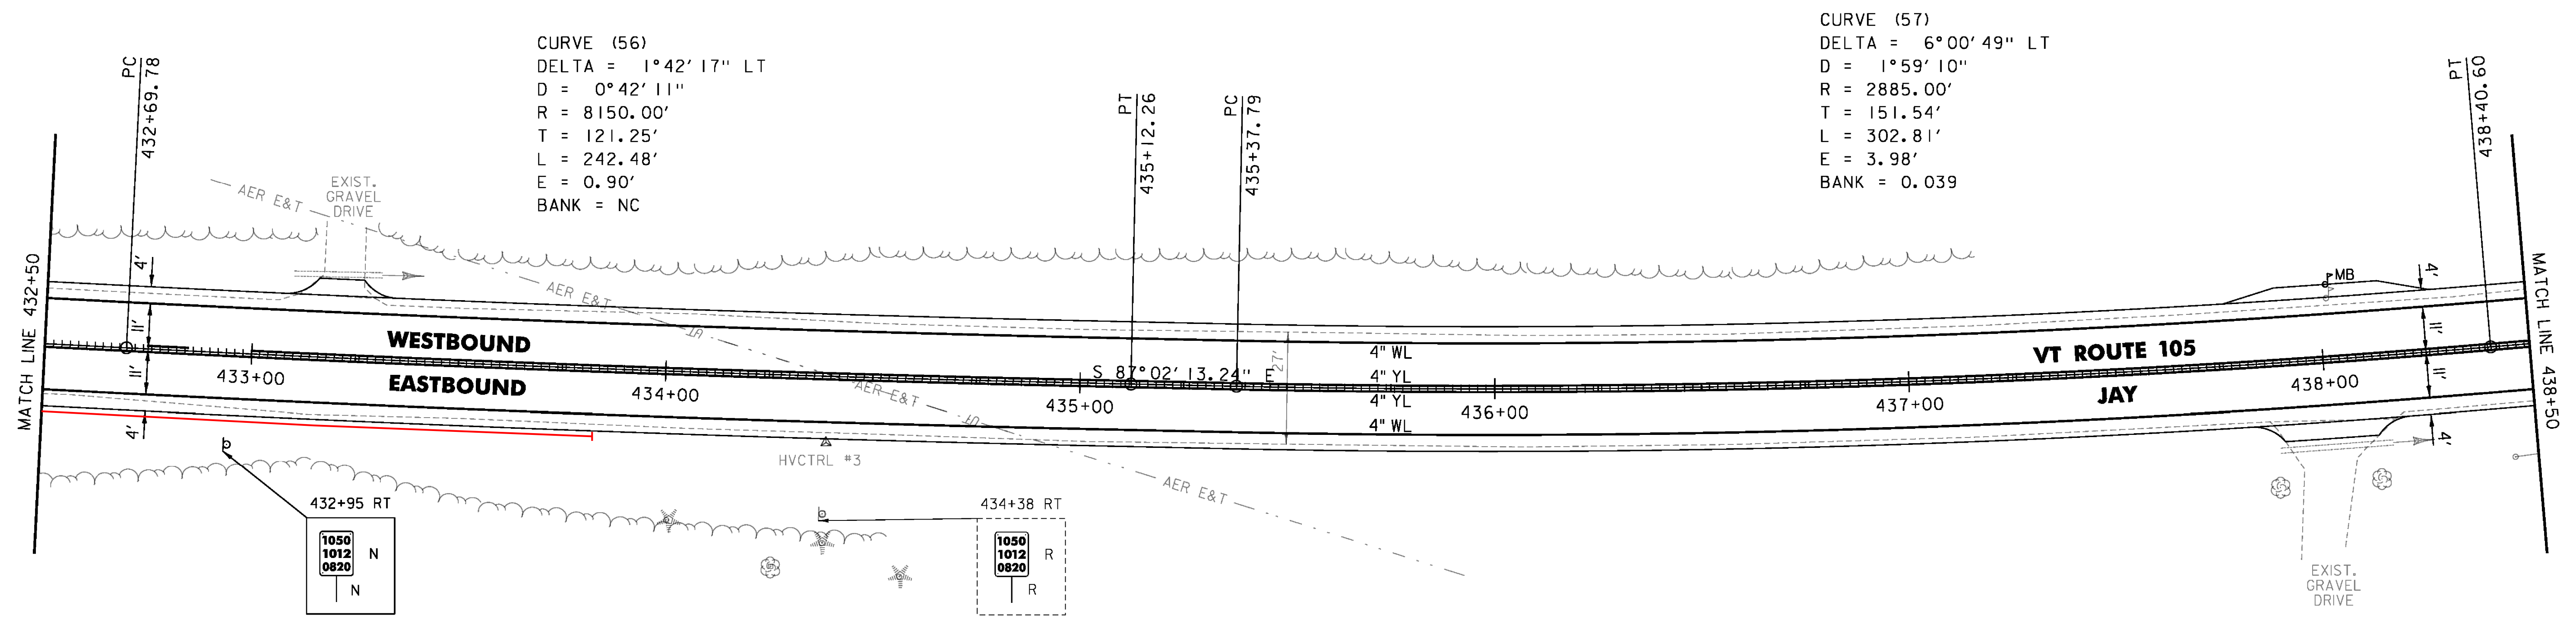 CURVE (56)
DELTA = 1°42'17" LT
D = 0°42'11"
R = 8150.00'
T = 121.25'
L = 242.48'
E = 0.90'
BANK = NC
CURVE (57)
DELTA = 6°00'49" LT
D = 1°59'10"
R = 2885.00'
T = 151.54'
L = 302.81'
E = 3.98'
BANK = 0.039
PC
432+69.78
PT
435+12.26
PC
435+37.79
PT
438+40.60
MATCH LINE 432+50
MATCH LINE 438+50
AER E&T
EXIST.
GRAVEL
DRIVE
AER E&T
UT
AER E&T
UT
AER E&T
4'
11'
11'
4'
WESTBOUND
EASTBOUND
433+00
434+00
435+00
436+00
437+00
438+00
S 87°02'13.24" E
27'
4" WL
4" YL
4" YL
4" WL
VT ROUTE 105
JAY
MB
4'
11'
11'
4'
HVCTRL #3
432+95 RT
1050
1012
0820
N
N
434+38 RT
1050
1012
0820
R
R
EXIST.
GRAVEL
DRIVE